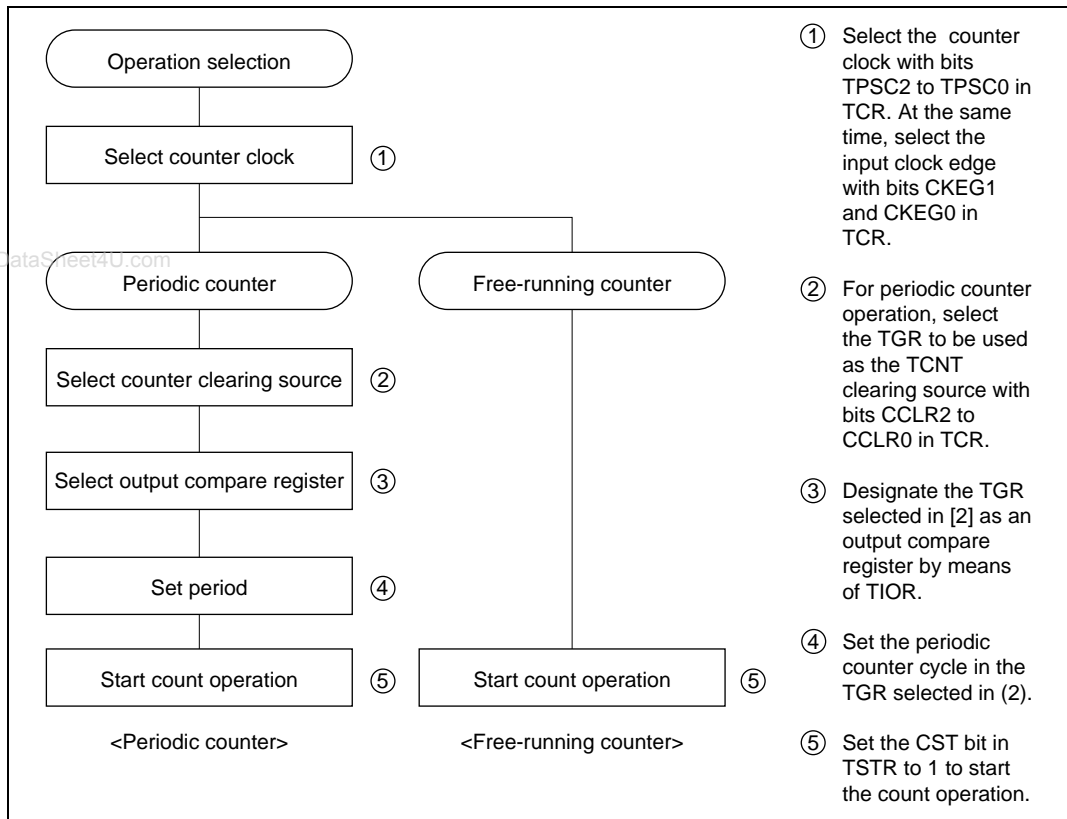 Operation selection
Select counter clock
①
Periodic counter
Free-running counter
Select counter clearing source
②
Select output compare register
③
Set period
④
Start count operation
⑤
Start count operation
⑤
<Periodic counter>
<Free-running counter>
① Select the counter
clock with bits
TPSC2 to TPSC0 in
TCR. At the same
time, select the
input clock edge
with bits CKEG1
and CKEG0 in
TCR.
② For periodic counter
operation, select
the TGR to be used
as the TCNT
clearing source with
bits CCLR2 to
CCLR0 in TCR.
③ Designate the TGR
selected in [2] as an
output compare
register by means
of TIOR.
④ Set the periodic
counter cycle in the
TGR selected in (2).
⑤ Set the CST bit in
TSTR to 1 to start
the count operation.
DataSheet4U.com